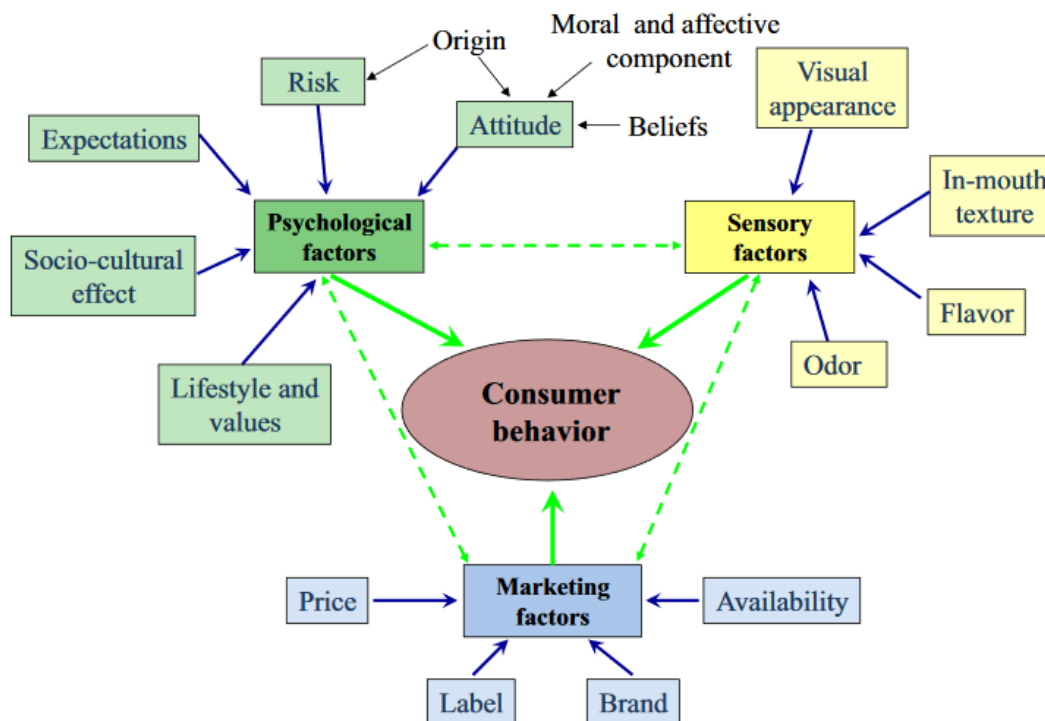 Origin
Moral and affective
component
Risk
Attitude
Beliefs
Expectations
Visual
appearance
In-mouth
texture
Psychological
factors
Sensory
factors
Socio-cultural
effect
Flavor
Odor
Lifestyle and
values
Consumer
behavior
Marketing
factors
Price
Availability
Label
Brand